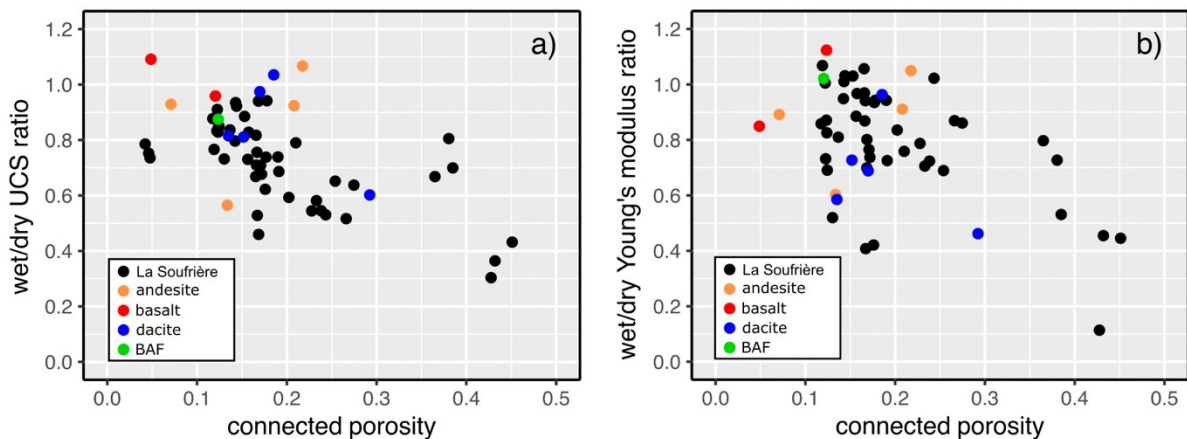 a)
wet/dry UCS ratio
1.2
1.0
0.8
0.6
0.4
0.2
0.0
La Soufrière
andesite
basalt
dacite
BAF
0.0 0.1 0.2 0.3 0.4 0.5
connected porosity
b)
wet/dry Young's modulus ratio
1.2
1.0
0.8
0.6
0.4
0.2
0.0
La Soufrière
andesite
basalt
dacite
BAF
0.0 0.1 0.2 0.3 0.4 0.5
connected porosity